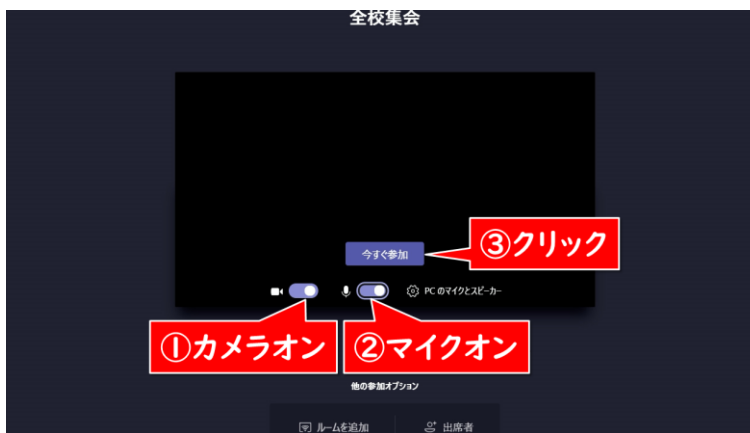 全校集会
今すぐ参加
③クリック
PC のマイクとスピーカー
①カメラオン
②マイクオン
他の参加オプション
ルームを追加
出席者